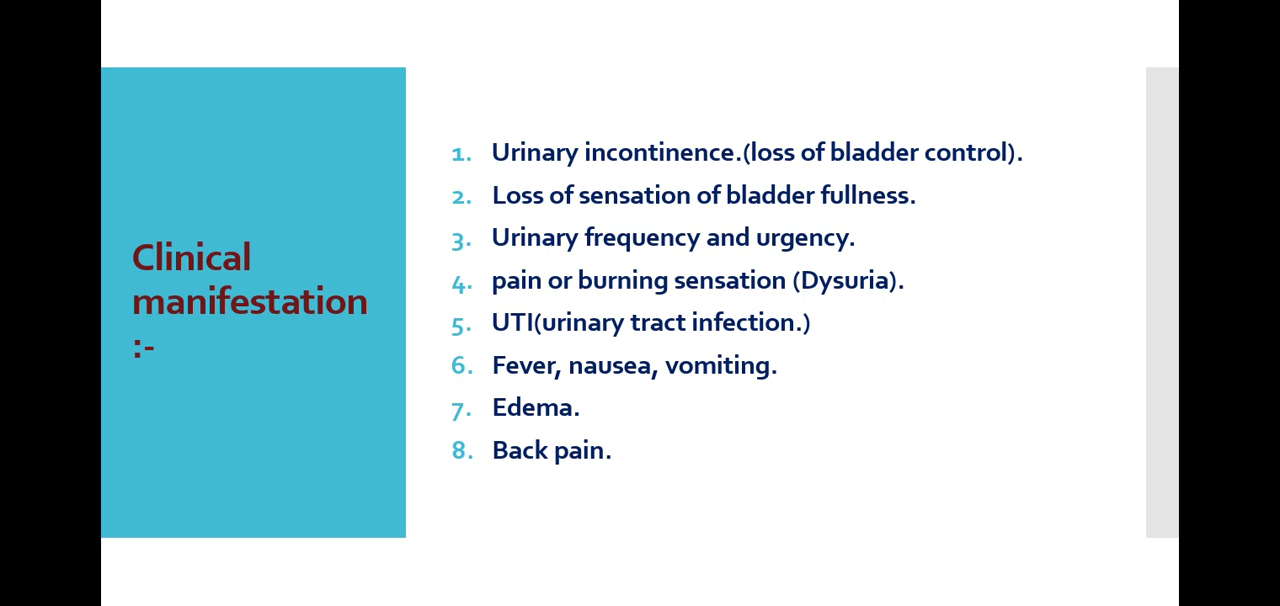 Clinical
manifestation
:-
1. Urinary incontinence.(loss of bladder control).
2. Loss of sensation of bladder fullness.
3. Urinary frequency and urgency.
4. pain or burning sensation (Dysuria).
5. UTI(urinary tract infection.)
6. Fever, nausea, vomiting.
7. Edema.
8. Back pain.